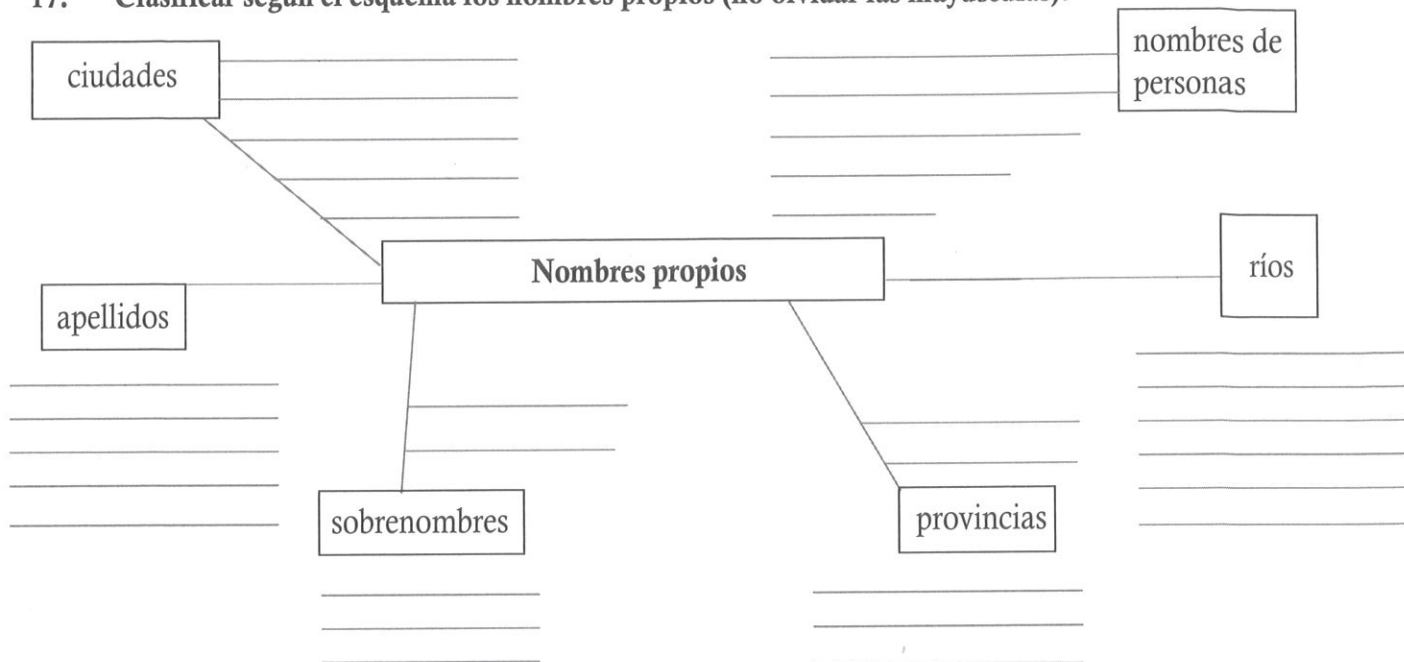 17. Clasificar según el esquema los nombres propios (no olvidar las mayúsculas).
ciudades
nombres de
personas
Nombres propios
ríos
apellidos
sobrenombres
provincias